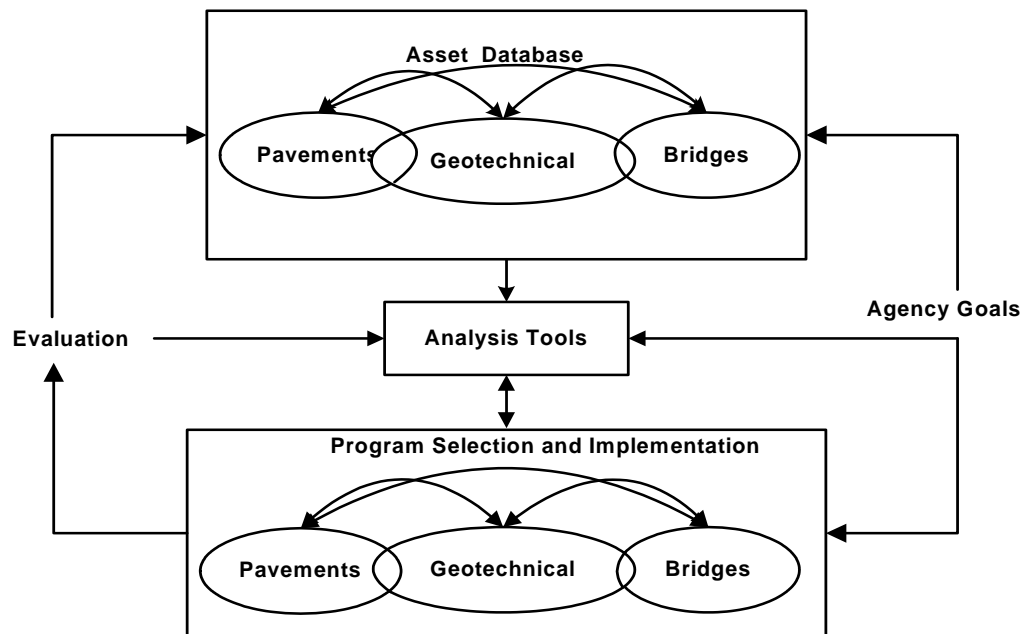 Asset Database
Pavements
Geotechnical
Bridges
Agency Goals
Evaluation
Analysis Tools
Program Selection and Implementation
Pavements
Geotechnical
Bridges